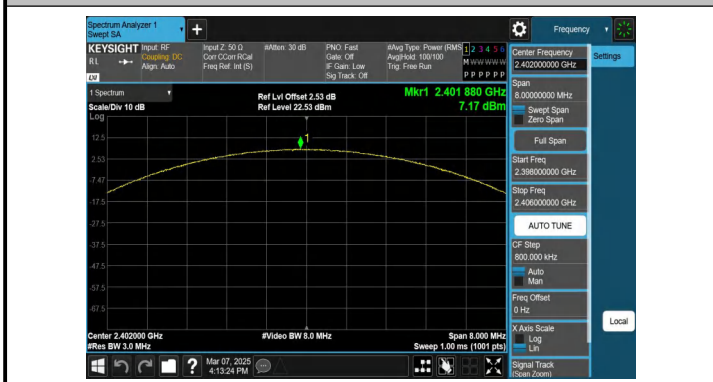 Spectrum Analyzer 1
Swept SA
+
Frequency
KEYSIGHT
RL
LXI
Input: RF
Coupling: DC
Align: Auto
Input Z: 50 Ω
Corr CCorr RCal
Freq Ref: Int (S)
#Atten: 30 dB
PNO: Fast
Gate: Off
IF Gain: Low
Sig Track: Off
#Avg Type: Power (RMS
Avg|Hold: 100/100
Trig: Free Run
1 2 3 4 5 6
M W W W W W
P P P P P P
Center Frequency
2.402000000 GHz
Settings
Span
8.00000000 MHz
Swept Span
Zero Span
Full Span
Start Freq
2.398000000 GHz
Stop Freq
2.406000000 GHz
AUTO TUNE
CF Step
800.000 kHz
Auto
Man
Freq Offset
0 Hz
X Axis Scale
Log
Lin
Local
Signal Track
(Span Zoom)
1 Spectrum
Scale/Div 10 dB
Log
Ref Lvl Offset 2.53 dB
Ref Level 22.53 dBm
Mkr1 2.401 880 GHz
7.17 dBm
1
12.5
2.53
-7.47
-17.5
-27.5
-37.5
-47.5
-57.5
-67.5
Center 2.402000 GHz
#Res BW 3.0 MHz
#Video BW 8.0 MHz
Span 8.000 MHz
Sweep 1.00 ms (1001 pts)
?
Mar 07, 2025
4:13:24 PM